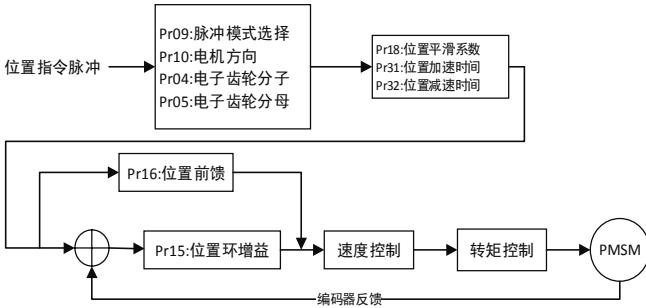 位置指令脉冲
Pr09:脉冲模式选择
Pr10:电机方向
Pr04:电子齿轮分子
Pr05:电子齿轮分母
Pr18:位置平滑系数
Pr31:位置加速时间
Pr32:位置减速时间
Pr16:位置前馈
Pr15:位置环增益
速度控制
转矩控制
PMSM
编码器反馈